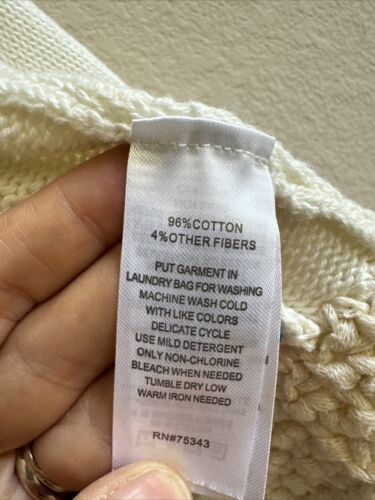 96%COTTON
4%OTHER FIBERS
PUT GARMENT IN
LAUNDRY BAG FOR WASHING
MACHINE WASH COLD
WITH LIKE COLORS
DELICATE CYCLE
USE MILD DETERGENT
ONLY NON-CHLORINE
BLEACH WHEN NEEDED
TUMBLE DRY LOW
WARM IRON NEEDED
RN#75343